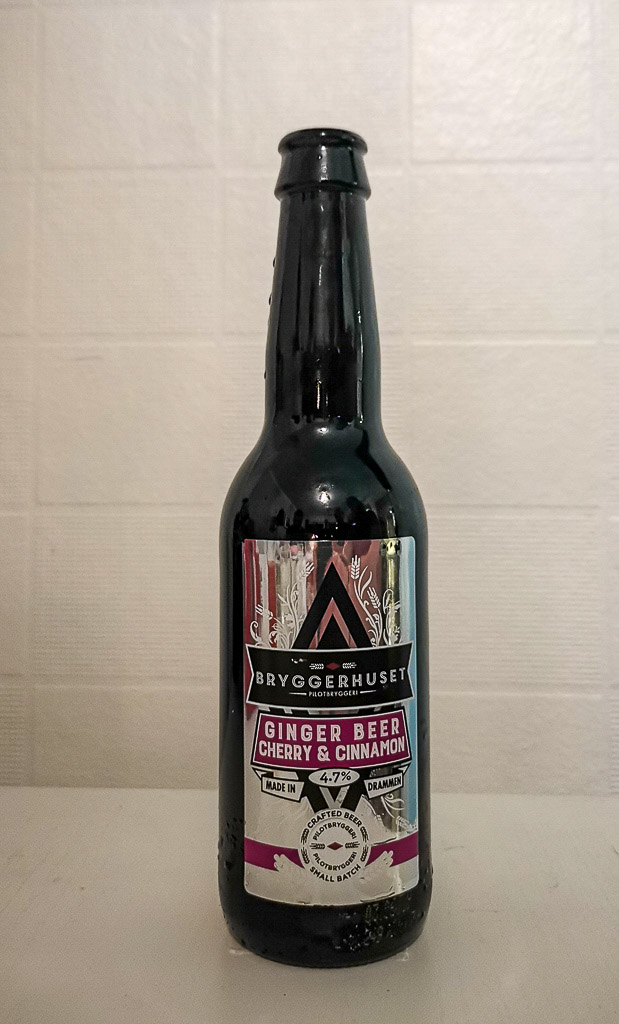 BRYGGERHUSET
PILOTBRYGGERI
GINGER BEER
CHERRY & CINNAMON
4.7%
MADE IN DRAMMEN
CRAFTED BEER
PILOTBRYGGERI
PILOTBRYGGERI
SMALL BATCH